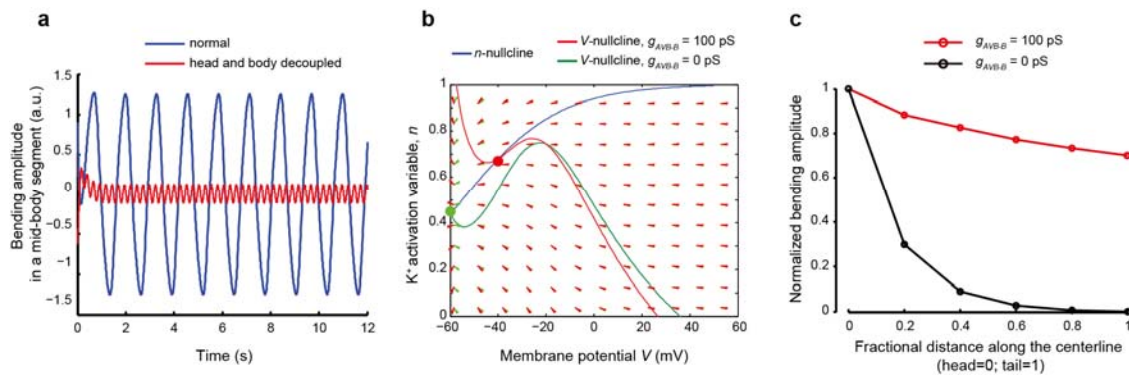 a
normal
head and body decoupled
Bending amplitude
in a mid-body segment (a.u.)
1.5
1
0.5
0
−0.5
−1
−1.5
0 2 4 6 8 10 12
Time (s)
b
n-nullcline
V-nullcline, gAVB-B = 100 pS
V-nullcline, gAVB-B = 0 pS
K+ activation variable, n
1
0.8
0.6
0.4
0.2
0
−60 −40 −20 0 20 40 60
Membrane potential V (mV)
c
gAVB-B = 100 pS
gAVB-B = 0 pS
Normalized bending amplitude
1
0.8
0.6
0.4
0.2
0
0 0.2 0.4 0.6 0.8 1
Fractional distance along the centerline
(head=0; tail=1)